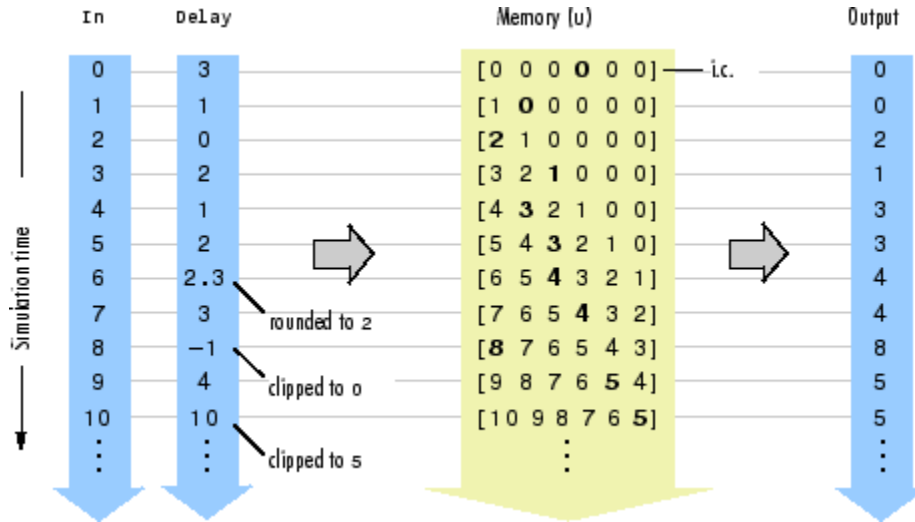 In Delay Memory (u) Output
0 3 [0 0 0 0 0 0] i.c. 0
1 1 [1 0 0 0 0 0] 0
2 0 [2 1 0 0 0 0] 2
3 2 [3 2 1 0 0 0] 1
4 1 [4 3 2 1 0 0] 3
5 2 [5 4 3 2 1 0] 3
6 2.3 [6 5 4 3 2 1] 4
rounded to 2
7 3 [7 6 5 4 3 2] 4
8 −1 [8 7 6 5 4 3] 8
clipped to 0
9 4 [9 8 7 6 5 4] 5
10 10 [10 9 8 7 6 5] 5
clipped to 5
Simulation time